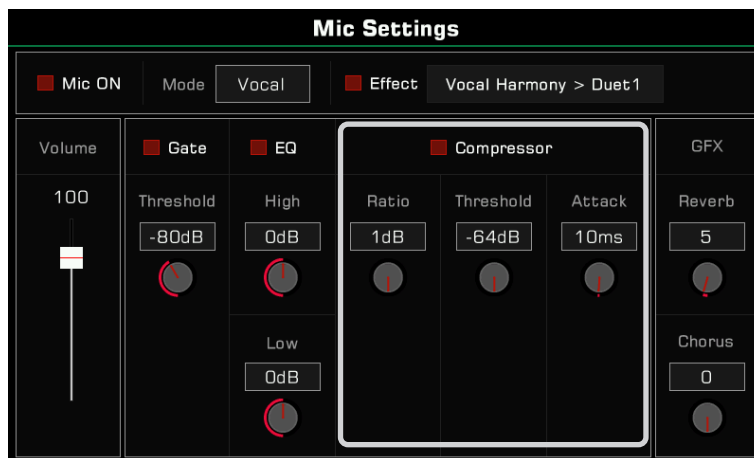 Mic Settings
Mic ON
Mode
Vocal
Effect
Vocal Harmony > Duet1
Volume
100
Gate
Threshold
-80dB
EQ
High
0dB
Low
0dB
Compressor
Ratio
1dB
Threshold
-64dB
Attack
10ms
GFX
Reverb
5
Chorus
0